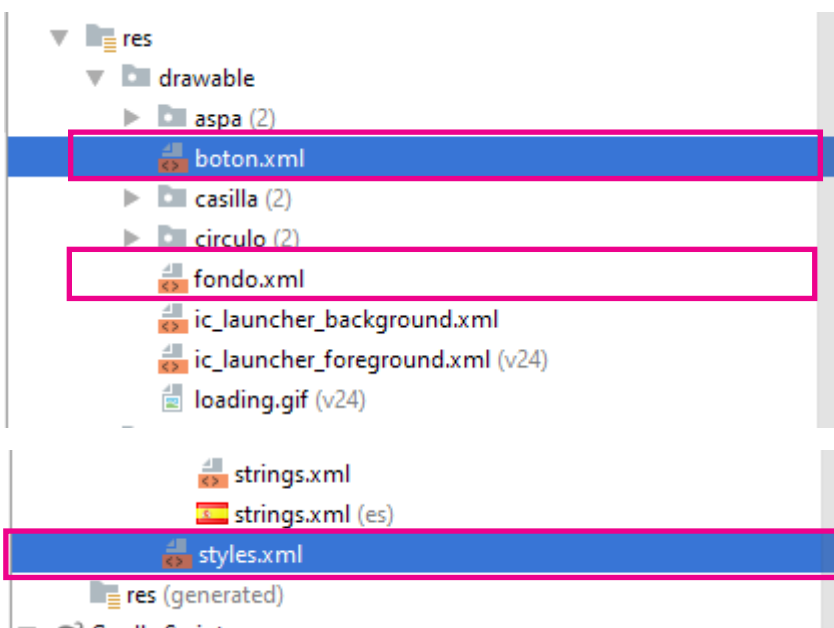 res
drawable
aspa (2)
boton.xml
casilla (2)
circulo (2)
fondo.xml
ic_launcher_background.xml
ic_launcher_foreground.xml (v24)
loading.gif (v24)
strings.xml
strings.xml (es)
styles.xml
res (generated)